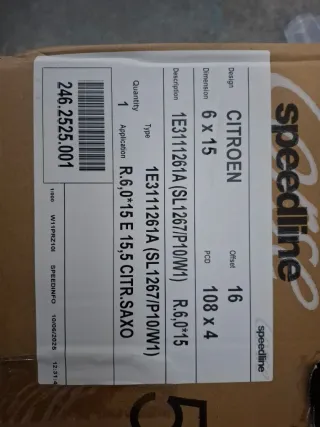 speedline
speedline
Design CITROEN Offset 16
Dimension 6 x 15 PCD 108 x 4
Description 1E3111261A (SL1267/P10/W1) R.6,0*15
Type 1E3111261A (SL1267/P10/W1)
Quantity 1 Application R.6,0*15 E 15,5 CITR.SAXO
246.2525.001
SPEEDINFO
5